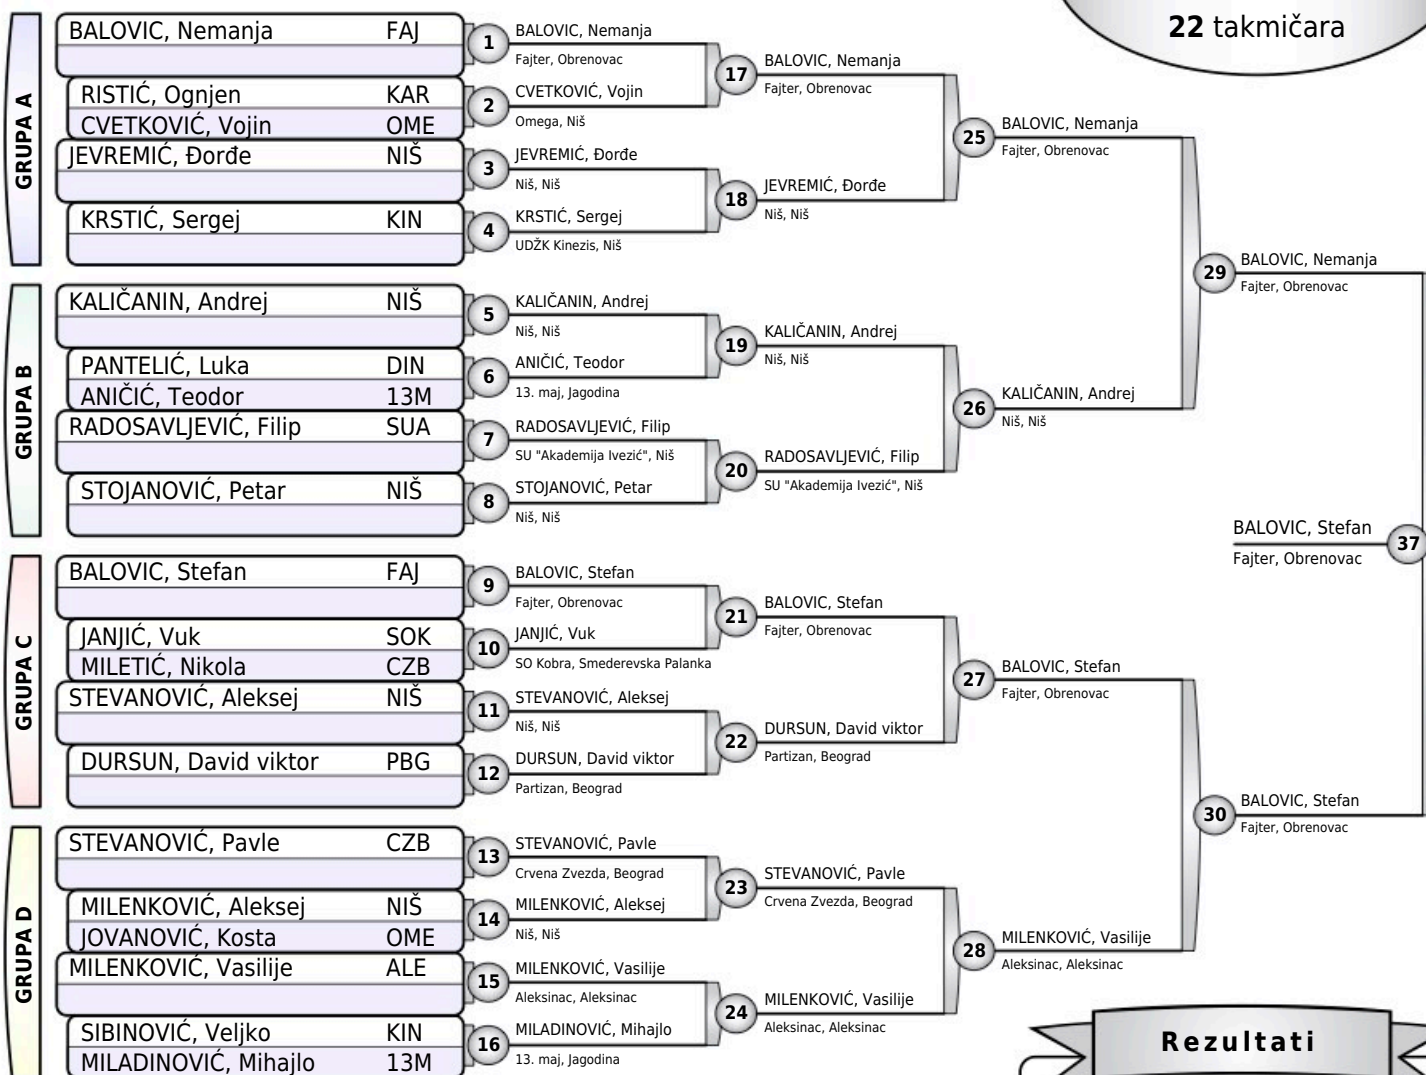 22 takmičara
GRUPA A
BALOVIC, Nemanja FAJ
RISTIĆ, Ognjen KAR
CVETKOVIĆ, Vojin OME
JEVREMIĆ, Đorđe NIŠ
KRSTIĆ, Sergej KIN
1
BALOVIC, Nemanja
Fajter, Obrenovac
2
CVETKOVIĆ, Vojin
Omega, Niš
3
JEVREMIĆ, Đorđe
Niš, Niš
4
KRSTIĆ, Sergej
UDŽK Kinezis, Niš
17
BALOVIC, Nemanja
Fajter, Obrenovac
18
JEVREMIĆ, Đorđe
Niš, Niš
25
BALOVIC, Nemanja
Fajter, Obrenovac
GRUPA B
KALIČANIN, Andrej NIŠ
PANTELIĆ, Luka DIN
ANIČIĆ, Teodor 13M
RADOSAVLJEVIĆ, Filip SUA
STOJANOVIĆ, Petar NIŠ
5
KALIČANIN, Andrej
Niš, Niš
6
ANIČIĆ, Teodor
13. maj, Jagodina
7
RADOSAVLJEVIĆ, Filip
SU "Akademija Ivezić", Niš
8
STOJANOVIĆ, Petar
Niš, Niš
19
KALIČANIN, Andrej
Niš, Niš
20
RADOSAVLJEVIĆ, Filip
SU "Akademija Ivezić", Niš
26
KALIČANIN, Andrej
Niš, Niš
29
BALOVIC, Nemanja
Fajter, Obrenovac
GRUPA C
BALOVIC, Stefan FAJ
JANJIĆ, Vuk SOK
MILETIĆ, Nikola CZB
STEVANOVIĆ, Aleksej NIŠ
DURSUN, David viktor PBG
9
BALOVIC, Stefan
Fajter, Obrenovac
10
JANJIĆ, Vuk
SO Kobra, Smederevska Palanka
11
STEVANOVIĆ, Aleksej
Niš, Niš
12
DURSUN, David viktor
Partizan, Beograd
21
BALOVIC, Stefan
Fajter, Obrenovac
22
DURSUN, David viktor
Partizan, Beograd
27
BALOVIC, Stefan
Fajter, Obrenovac
GRUPA D
STEVANOVIĆ, Pavle CZB
MILENKOVIĆ, Aleksej NIŠ
JOVANOVIĆ, Kosta OME
MILENKOVIĆ, Vasilije ALE
SIBINOVIĆ, Veljko KIN
MILADINOVIĆ, Mihajlo 13M
13
STEVANOVIĆ, Pavle
Crvena Zvezda, Beograd
14
MILENKOVIĆ, Aleksej
Niš, Niš
15
MILENKOVIĆ, Vasilije
Aleksinac, Aleksinac
16
MILADINOVIĆ, Mihajlo
13. maj, Jagodina
23
STEVANOVIĆ, Pavle
Crvena Zvezda, Beograd
24
MILENKOVIĆ, Vasilije
Aleksinac, Aleksinac
28
MILENKOVIĆ, Vasilije
Aleksinac, Aleksinac
30
BALOVIC, Stefan
Fajter, Obrenovac
BALOVIC, Stefan
Fajter, Obrenovac
37
Rezultati